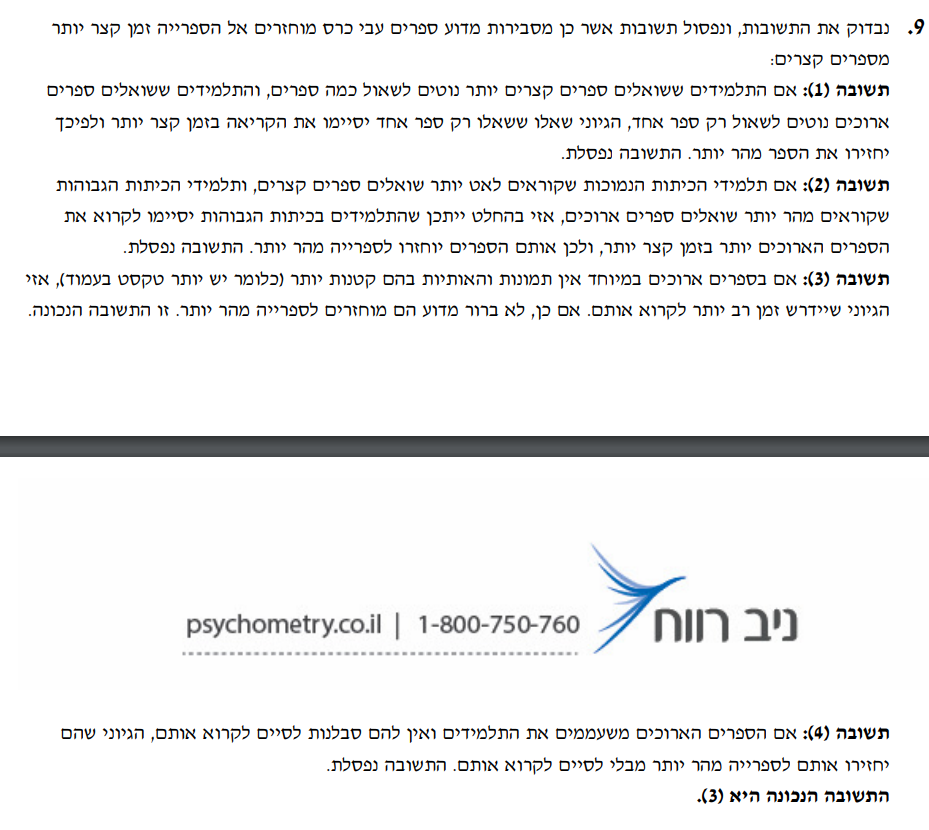 9. נבדוק את התשובות, ונפסול תשובות אשר כן מסבירות מדוע ספרים עבי כרס מוחזרים אל הספרייה זמן קצר יותר
מספרים קצרים:
תשובה (1): אם התלמידים ששואלים ספרים קצרים יותר נוטים לשאול כמה ספרים, והתלמידים ששואלים ספרים
ארוכים נוטים לשאול רק ספר אחד, הגיוני שאלו ששאלו רק ספר אחד יסיימו את הקריאה בזמן קצר יותר ולפיכך
יחזירו את הספר מהר יותר. התשובה נפסלת.
תשובה (2): אם תלמידי הכיתות הנמוכות שקוראים לאט יותר שואלים ספרים קצרים, ותלמידי הכיתות הגבוהות
שקוראים מהר יותר שואלים ספרים ארוכים, אזי בהחלט ייתכן שהתלמידים בכיתות הגבוהות יסיימו לקרוא את
הספרים הארוכים יותר בזמן קצר יותר, ולכן אותם הספרים יוחזרו לספרייה מהר יותר. התשובה נפסלת.
תשובה (3): אם בספרים ארוכים במיוחד אין תמונות והאותיות בהם קטנות יותר (כלומר יש יותר טקסט בעמוד), אזי
הגיוני שיידרש זמן רב יותר לקרוא אותם. אם כן, לא ברור מדוע הם מוחזרים לספרייה מהר יותר. זו התשובה הנכונה.
ניב רווח
psychometry.co.il | 1-800-750-760
תשובה (4): אם הספרים הארוכים משעממים את התלמידים ואין להם סבלנות לסיים לקרוא אותם, הגיוני שהם
יחזירו אותם לספרייה מהר יותר מבלי לסיים לקרוא אותם. התשובה נפסלת.
התשובה הנכונה היא (3).